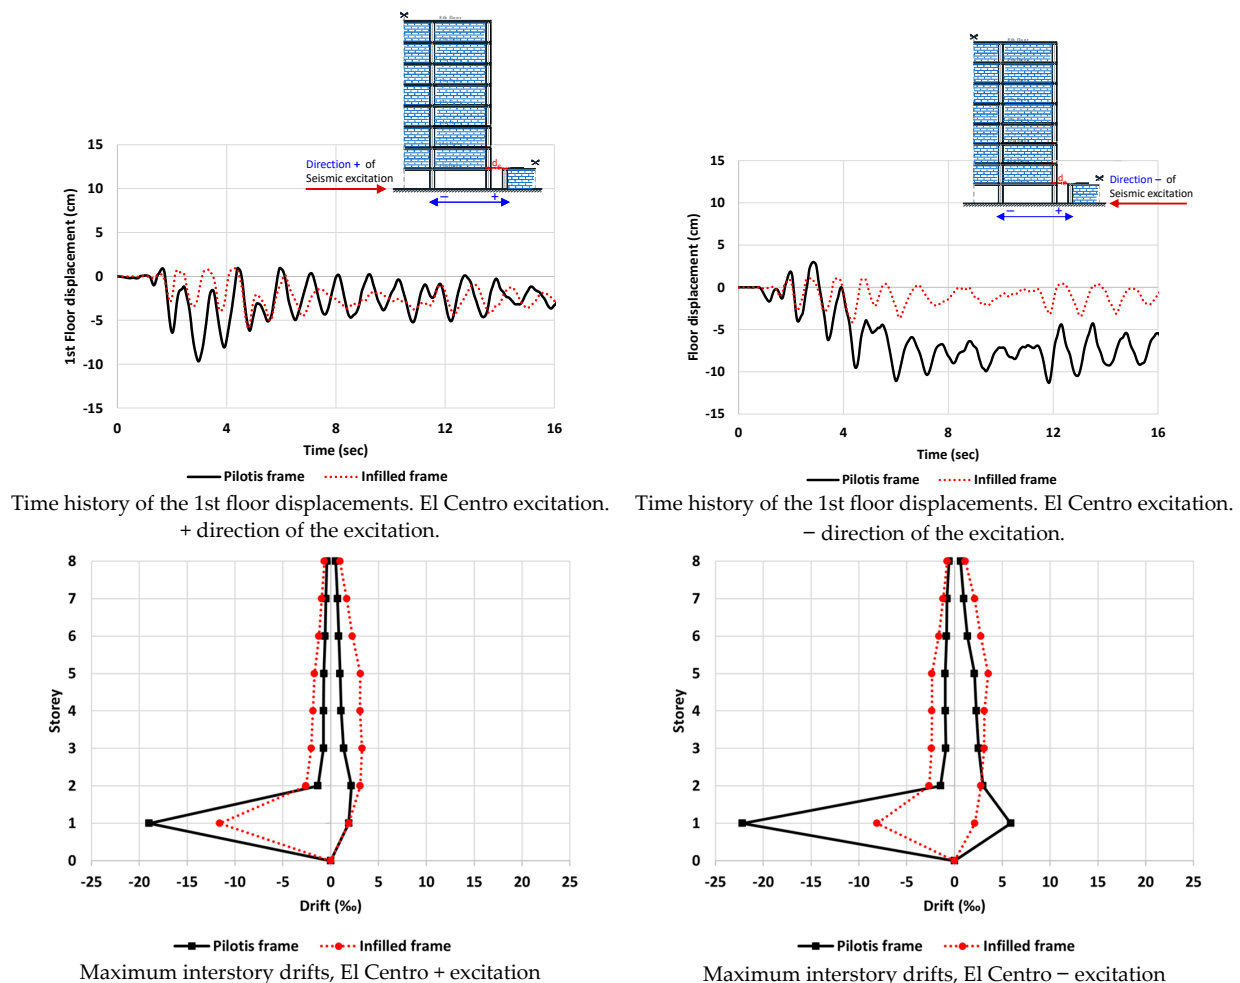 8th floor
d
Direction + of
Seismic excitation
− +
15
10
5
0
-5
-10
-15
1st Floor displacement (cm)
0 4 8 12 16
Time (sec)
Pilotis frame Infilled frame
Time history of the 1st floor displacements. El Centro excitation.
+ direction of the excitation.
8th floor
d
Direction − of
Seismic excitation
− +
15
10
5
0
-5
-10
-15
Floor displacement (cm)
0 4 8 12 16
Time (sec)
Pilotis frame Infilled frame
Time history of the 1st floor displacements. El Centro excitation.
− direction of the excitation.
8
7
6
5
4
3
2
1
0
Storey
-25 -20 -15 -10 -5 0 5 10 15 20 25
Drift (‰)
Pilotis frame Infilled frame
Maximum interstory drifts, El Centro + excitation
8
7
6
5
4
3
2
1
0
Storey
-25 -20 -15 -10 -5 0 5 10 15 20 25
Drift (‰)
Pilotis frame Infilled frame
Maximum interstory drifts, El Centro − excitation